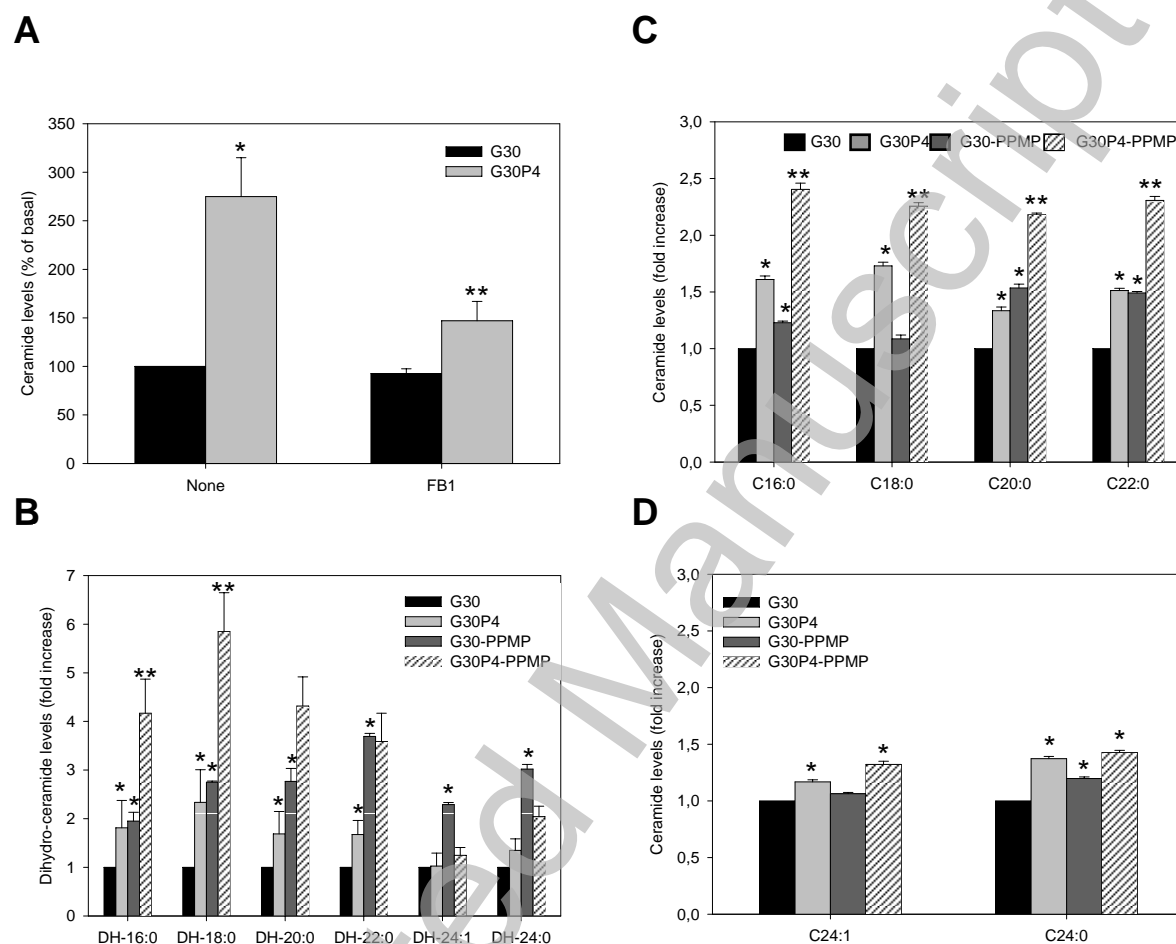 A
Ceramide levels (% of basal)
350
300
250
200
150
100
50
0
*
**
G30
G30P4
None
FB1
B
Dihydro-ceramide levels (fold increase)
7
6
5
4
3
2
1
0
G30
G30P4
G30-PPMP
G30P4-PPMP
* * **
* * **
* *
* *
*
*
DH-16:0
DH-18:0
DH-20:0
DH-22:0
DH-24:1
DH-24:0
C
Ceramide levels (fold increase)
3,0
2,5
2,0
1,5
1,0
0,5
0,0
G30 G30P4 G30-PPMP G30P4-PPMP
* * **
* **
* * **
* * **
C16:0
C18:0
C20:0
C22:0
D
Ceramide levels (fold increase)
3,0
2,5
2,0
1,5
1,0
0,5
0,0
G30
G30P4
G30-PPMP
G30P4-PPMP
* *
* * *
C24:1
C24:0
ed Manuscript